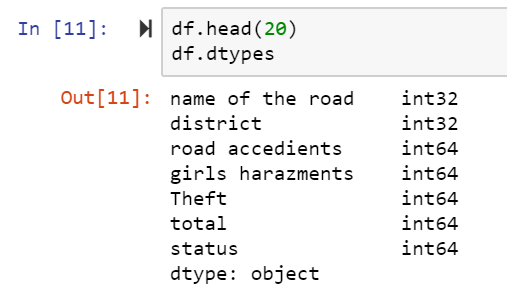 In [11]: df.head(20)
df.dtypes
Out[11]: name of the road int32
district int32
road accedients int64
girls harazments int64
Theft int64
total int64
status int64
dtype: object